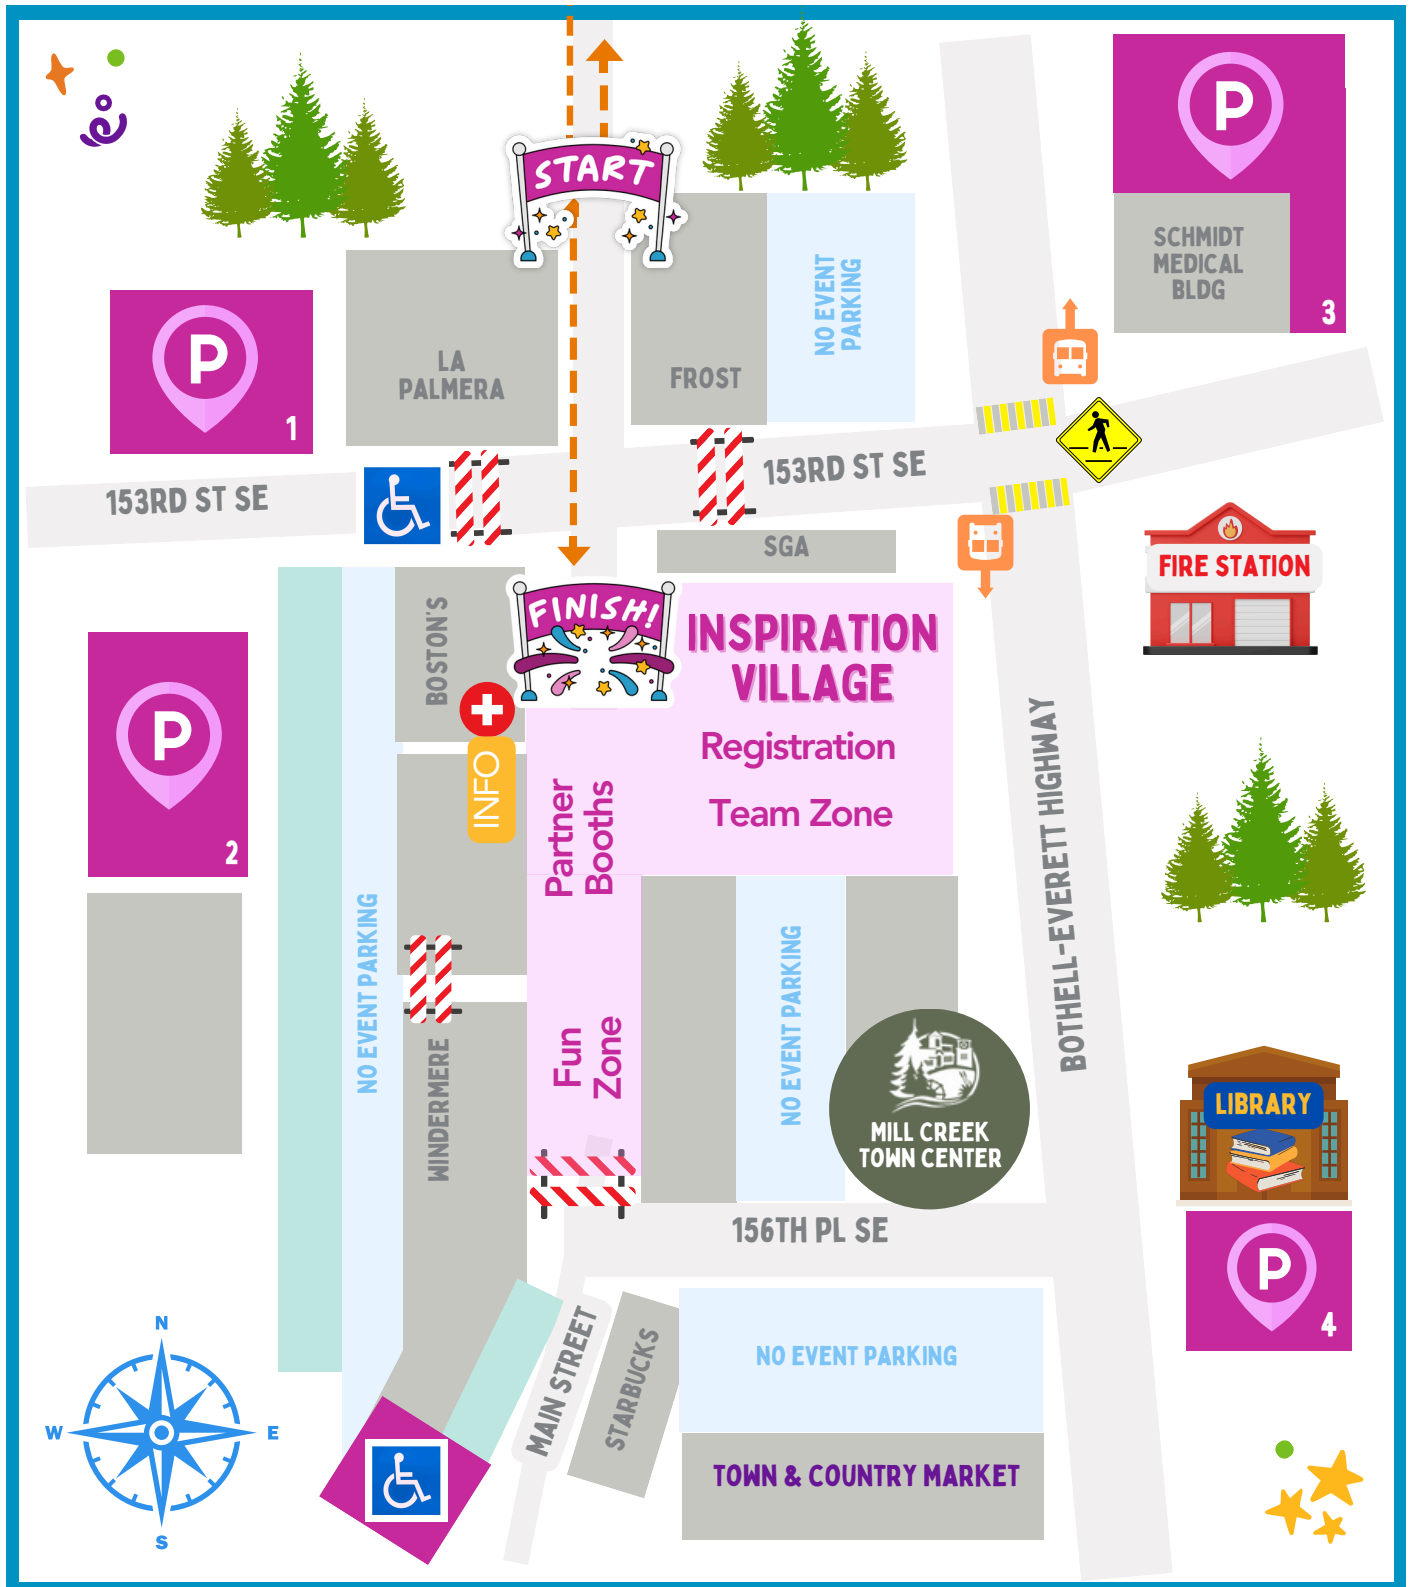 START
P
SCHMIDT
MEDICAL
BLDG
3
NO EVENT
PARKING
P
1
LA
PALMERA
FROST
153RD ST SE
153RD ST SE
SGA
FIRE STATION
FINISH!
BOSTON'S
INSPIRATION
VILLAGE
Registration
Team Zone
P
2
INFO
Partner
Booths
BOTHELL-EVERETT HIGHWAY
NO EVENT PARKING
NO EVENT PARKING
Fun
Zone
WINDERMERE
MILL CREEK
TOWN CENTER
LIBRARY
156TH PL SE
P
4
MAIN STREET
STARBUCKS
NO EVENT PARKING
TOWN & COUNTRY MARKET
N
W
E
S